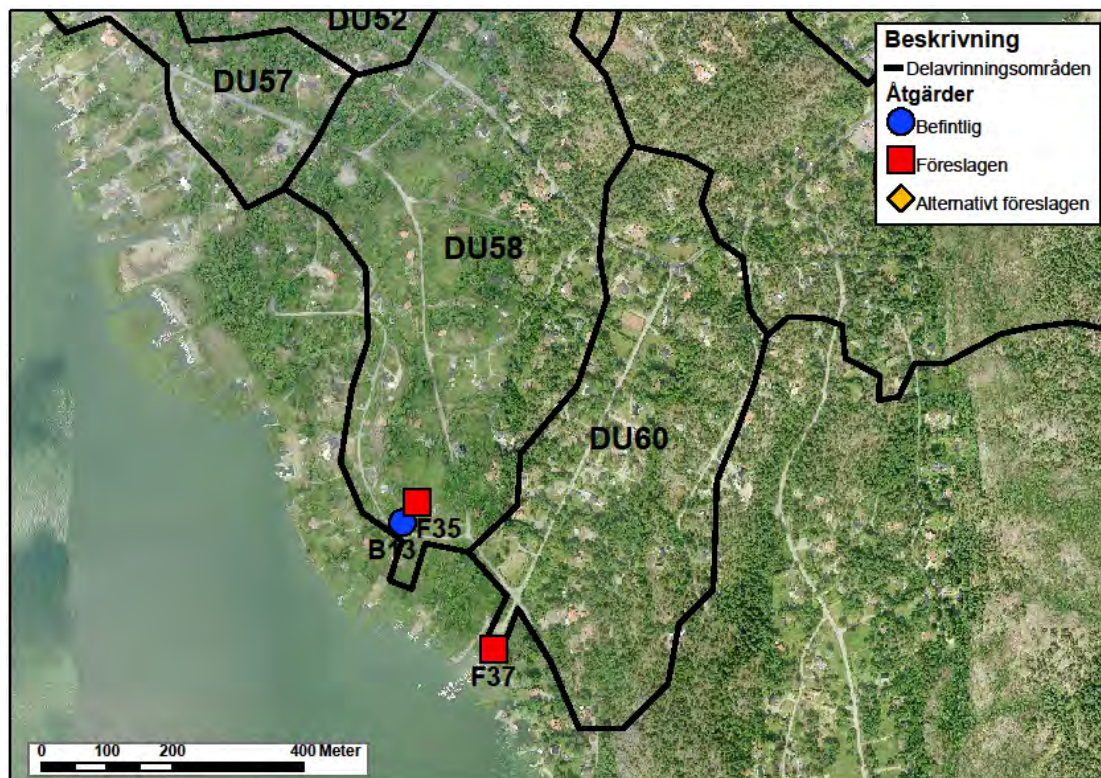 DU52
DU57
DU58
DU60
F35
B13
F37
Beskrivning
Delavrinningsområden
Åtgärder
Befintlig
Föreslagen
Alternativt föreslagen
0 100 200 400 Meter